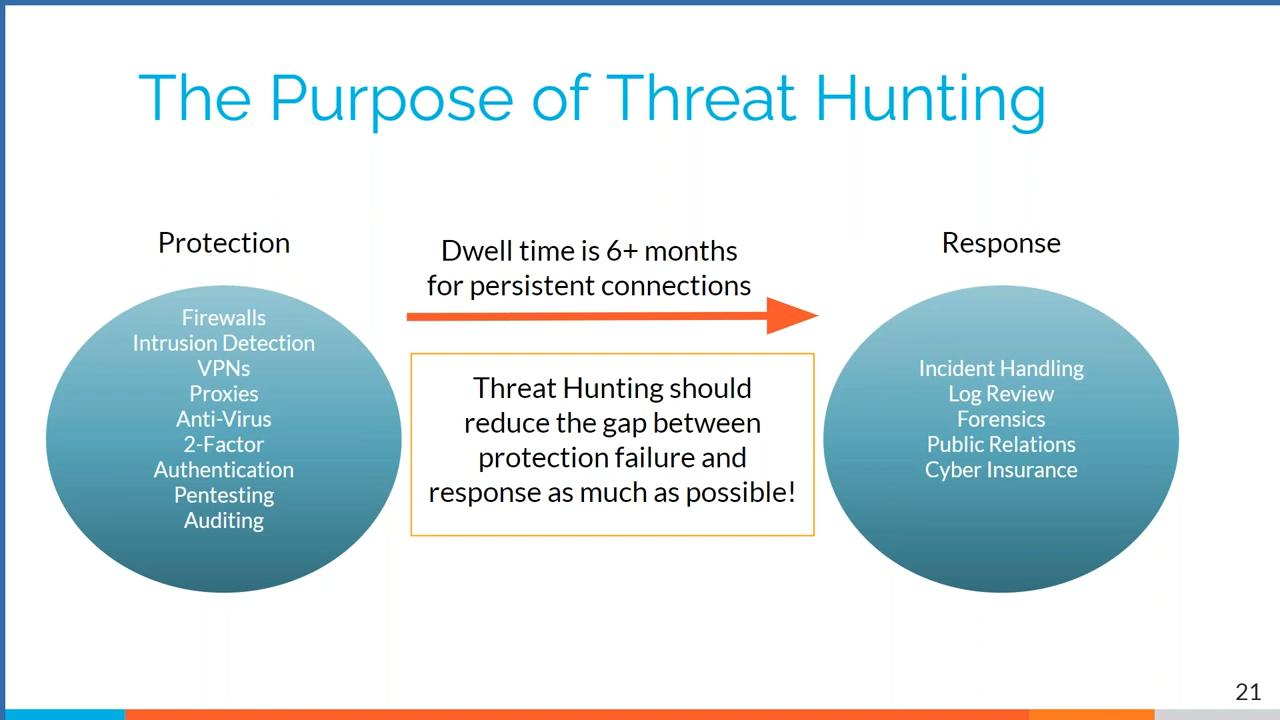 The Purpose of Threat Hunting
Protection
Firewalls
Intrusion Detection
VPNs
Proxies
Anti-Virus
2-Factor
Authentication
Pentesting
Auditing
Dwell time is 6+ months
for persistent connections
Threat Hunting should
reduce the gap between
protection failure and
response as much as possible!
Response
Incident Handling
Log Review
Forensics
Public Relations
Cyber Insurance
21